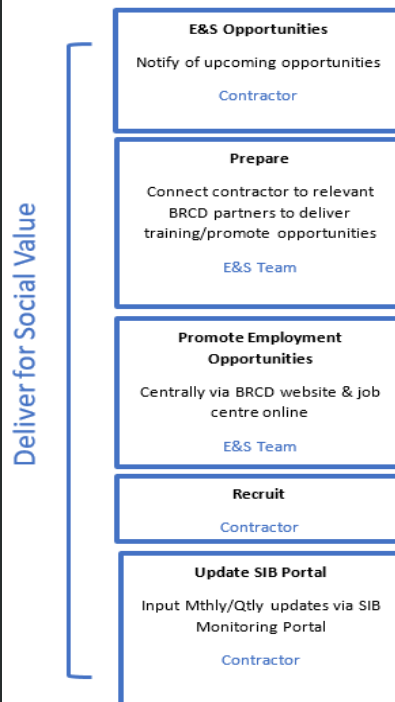 Deliver for Social Value
E&S Opportunities
Notify of upcoming opportunities
Contractor
Prepare
Connect contractor to relevant
BRCD partners to deliver
training/promote opportunities
E&S Team
Promote Employment
Opportunities
Centrally via BRCD website & job
centre online
E&S Team
Recruit
Contractor
Update SIB Portal
Input Mthly/Qtly updates via SIB
Monitoring Portal
Contractor